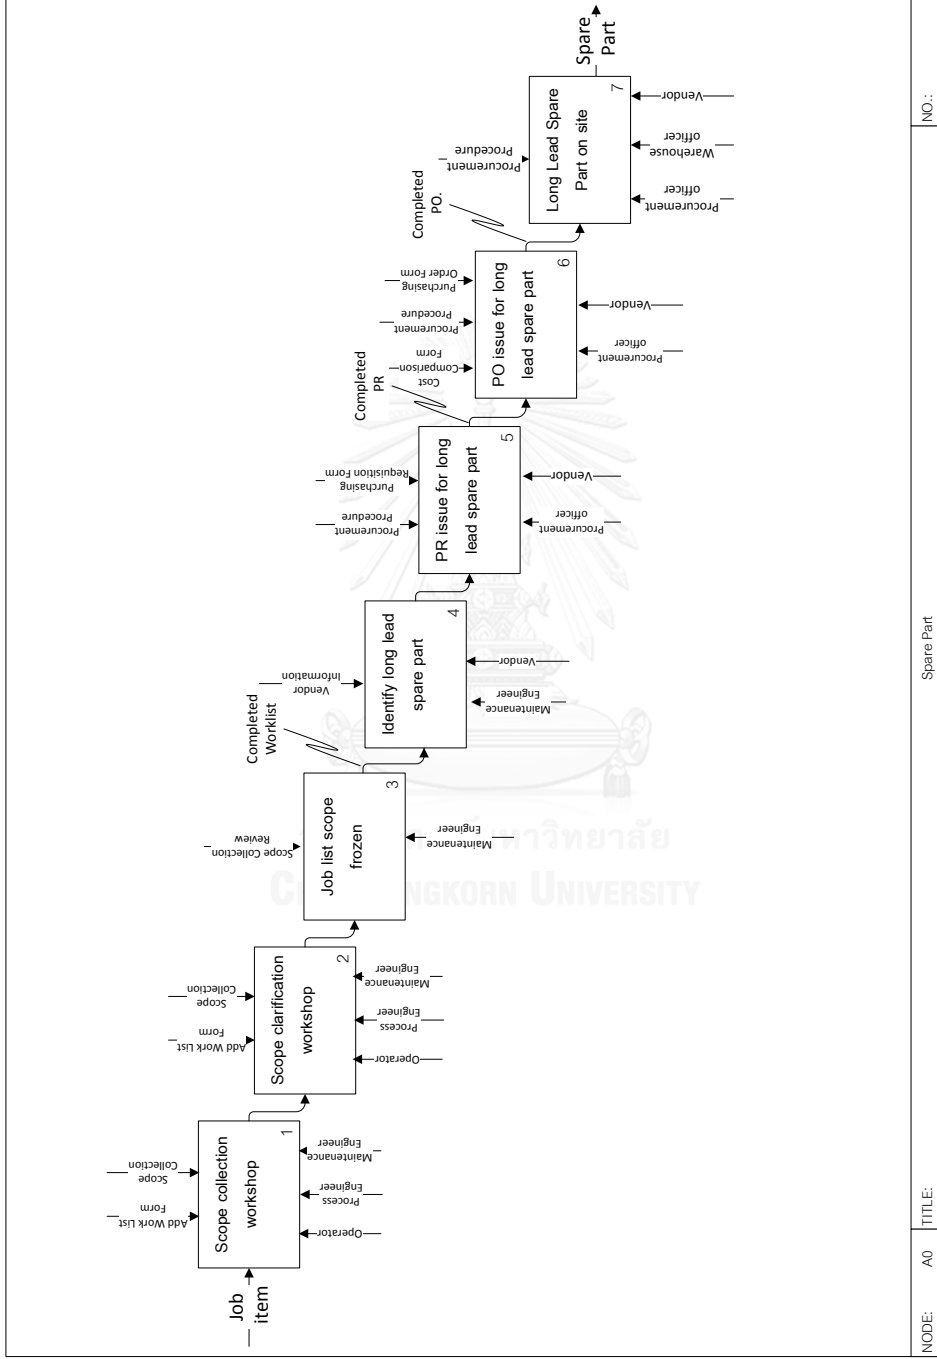 Job
item
Add Work List
Form
Scope
Collection
Scope collection
workshop
1
Operator
Process
Engineer
Maintenance
Engineer
Add Work List
Form
Scope
Collection
Scope clarification
workshop
2
Operator
Process
Engineer
Maintenance
Engineer
Scope Collection
Review
Job list scope
frozen
3
Maintenance
Engineer
Completed
Worklist
Vendor
Information
Identify long lead
spare part
4
Maintenance
Engineer
Vendor
Procurement
Procedure
Purchasing
Requisition Form
PR issue for long
lead spare part
5
Procurement
officer
Vendor
Completed
PR
Cost
Comparison
Form
Procurement
Procedure
Purchasing
Order Form
PO issue for long
lead spare part
6
Procurement
officer
Vendor
Completed
PO.
Procurement
Procedure
Long Lead Spare
Part on site
7
Procurement
officer
Warehouse
officer
Vendor
Spare
Part
NODE: A0 TITLE: Spare Part NO.:
UNIVERSITY